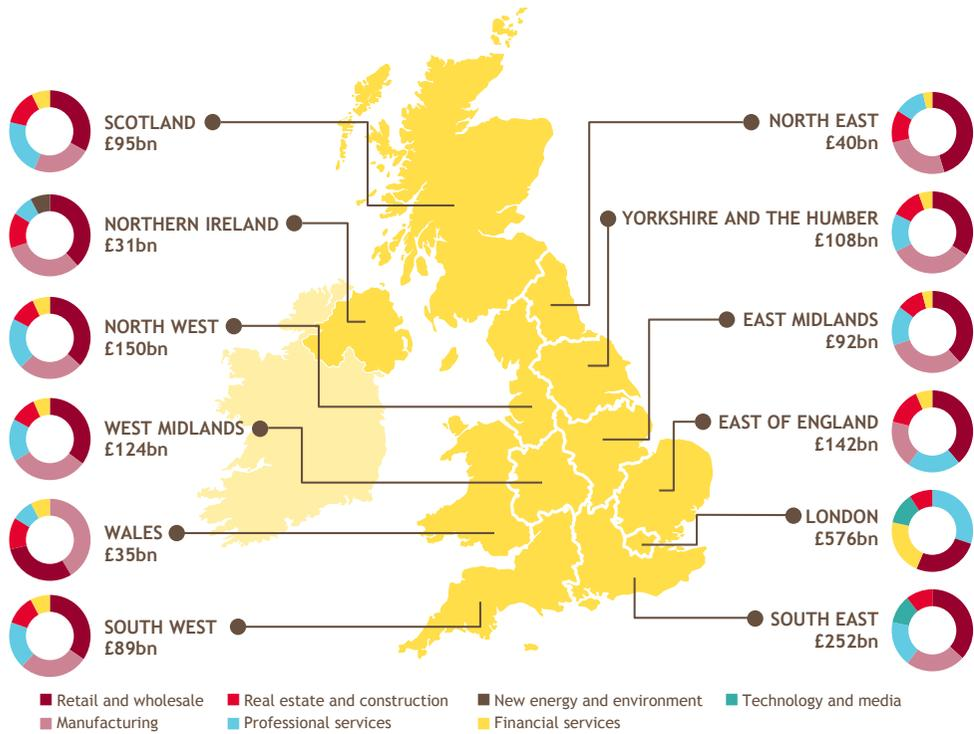 SCOTLAND
£95bn
NORTHERN IRELAND
£31bn
NORTH WEST
£150bn
WEST MIDLANDS
£124bn
WALES
£35bn
SOUTH WEST
£89bn
NORTH EAST
£40bn
YORKSHIRE AND THE HUMBER
£108bn
EAST MIDLANDS
£92bn
EAST OF ENGLAND
£142bn
LONDON
£576bn
SOUTH EAST
£252bn
Retail and wholesale
Real estate and construction
New energy and environment
Technology and media
Manufacturing
Professional services
Financial services